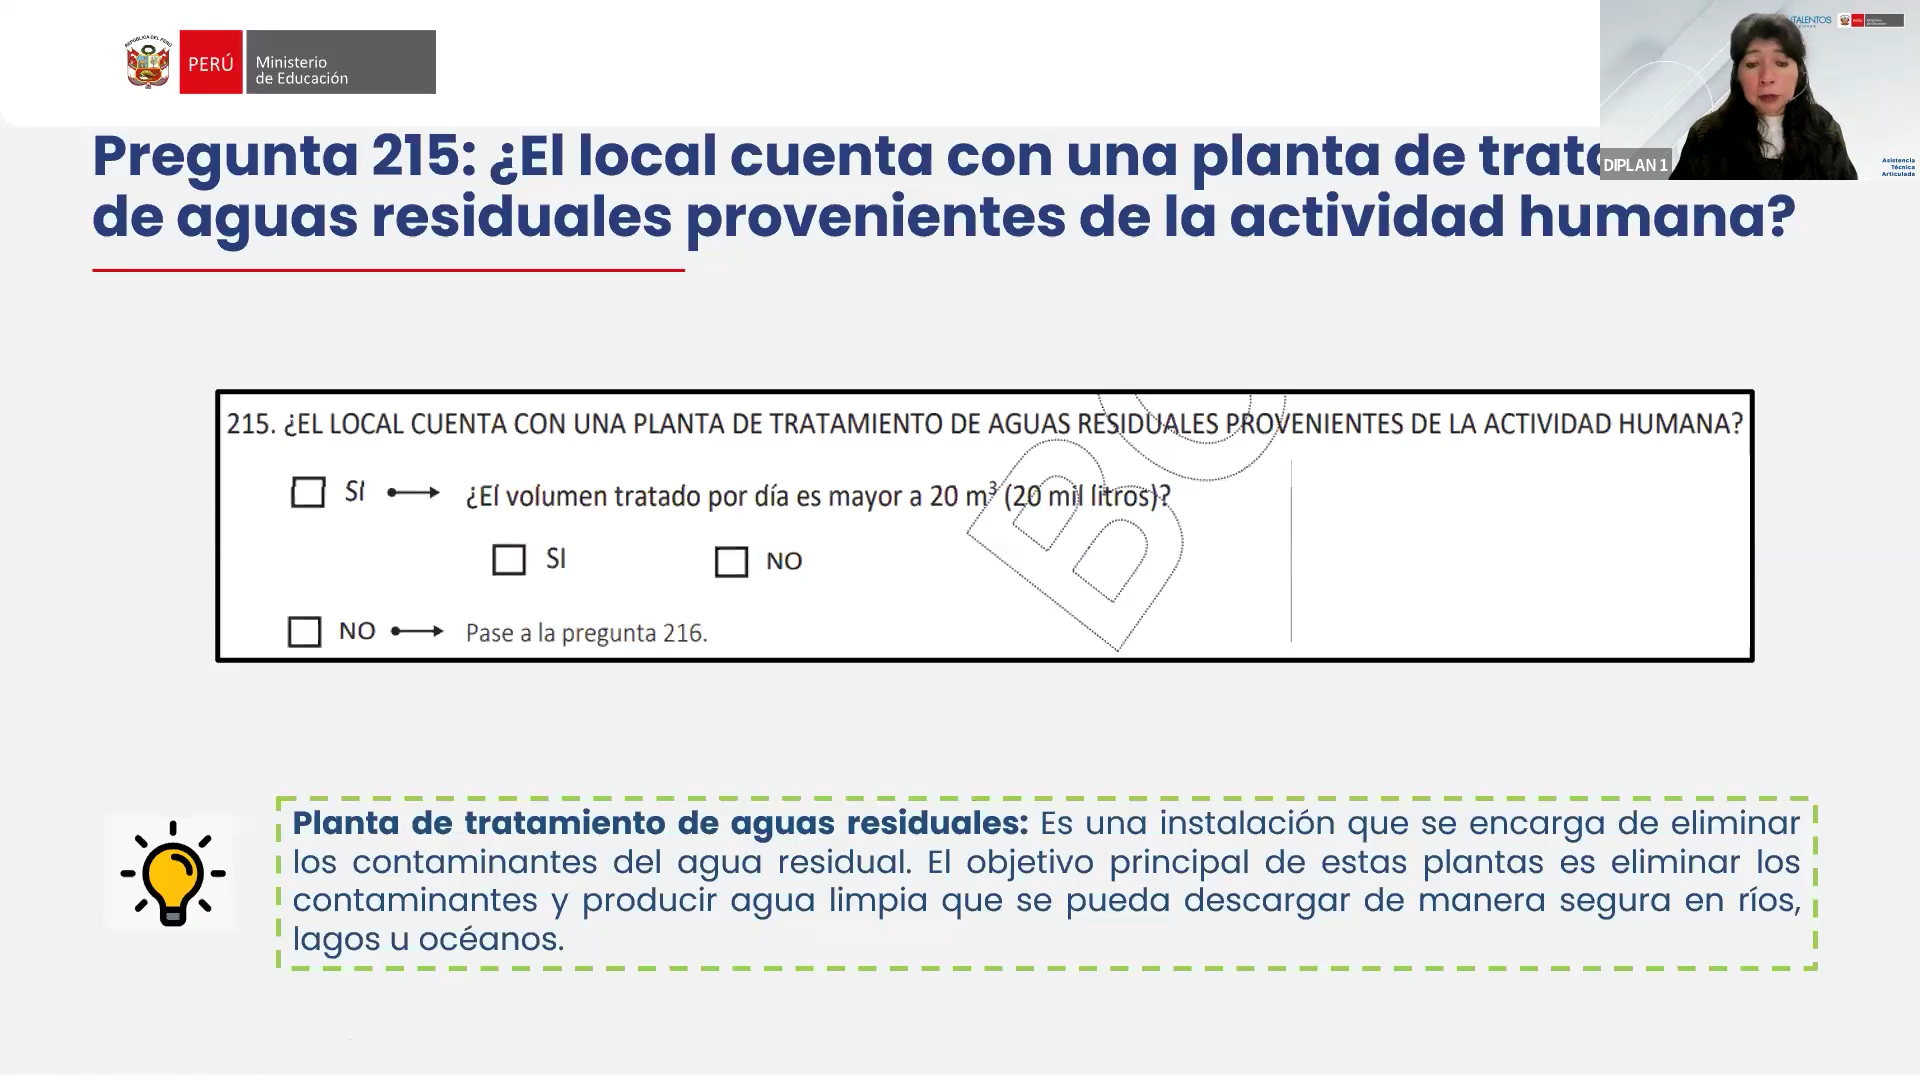 PERÚ
Ministerio
de Educación
TALENTOS
DIPLAN 1
Asistencia
Técnica
Articulada
Pregunta 215: ¿El local cuenta con una planta de trata
de aguas residuales provenientes de la actividad humana?
215. ¿EL LOCAL CUENTA CON UNA PLANTA DE TRATAMIENTO DE AGUAS RESIDUALES PROVENIENTES DE LA ACTIVIDAD HUMANA?
SI ¿El volumen tratado por día es mayor a 20 m³ (20 mil litros)?
SI NO
NO Pase a la pregunta 216.
Planta de tratamiento de aguas residuales: Es una instalación que se encarga de eliminar
los contaminantes del agua residual. El objetivo principal de estas plantas es eliminar los
contaminantes y producir agua limpia que se pueda descargar de manera segura en ríos,
lagos u océanos.